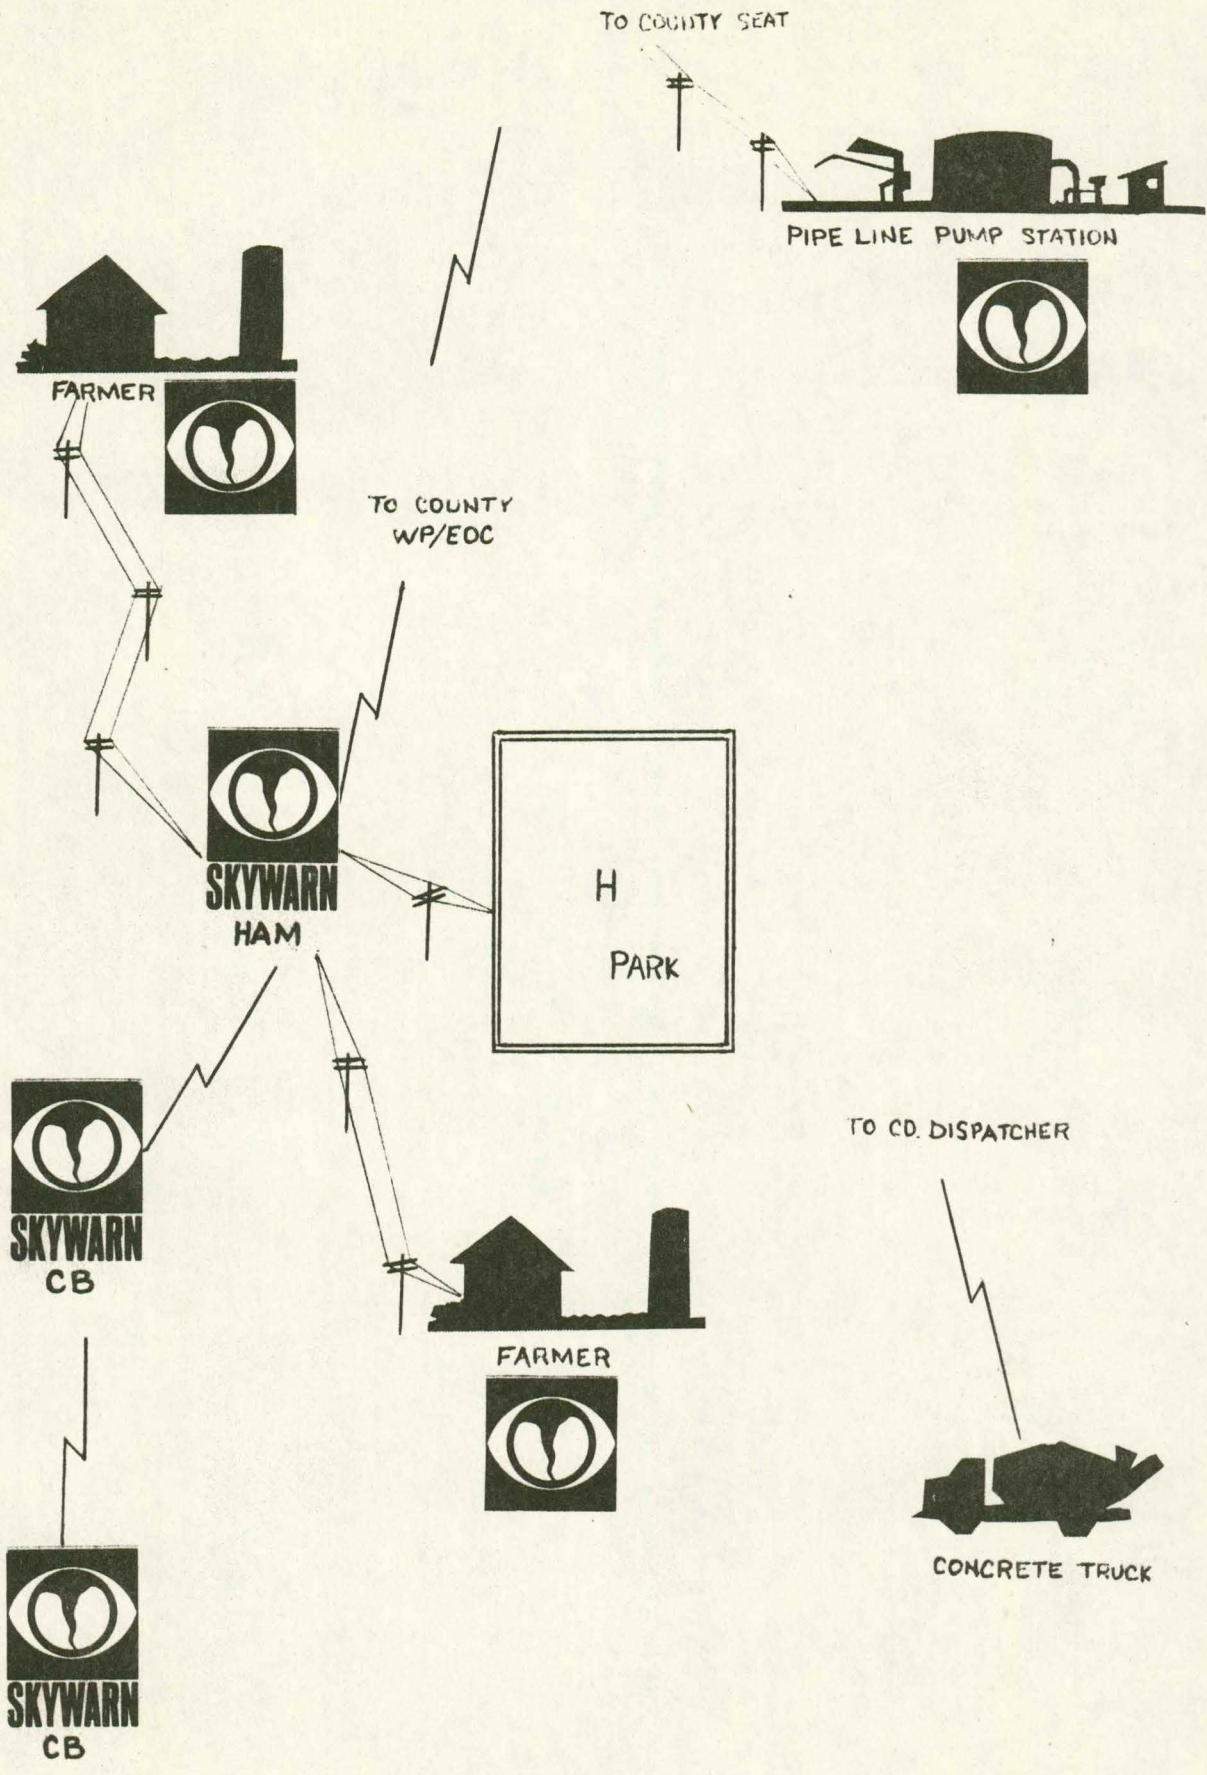 TO COUNTY SEAT
PIPE LINE PUMP STATION
FARMER
TO COUNTY
WP/EOC
SKYWARN
HAM
H
PARK
SKYWARN
CB
TO CD. DISPATCHER
FARMER
CONCRETE TRUCK
SKYWARN
CB